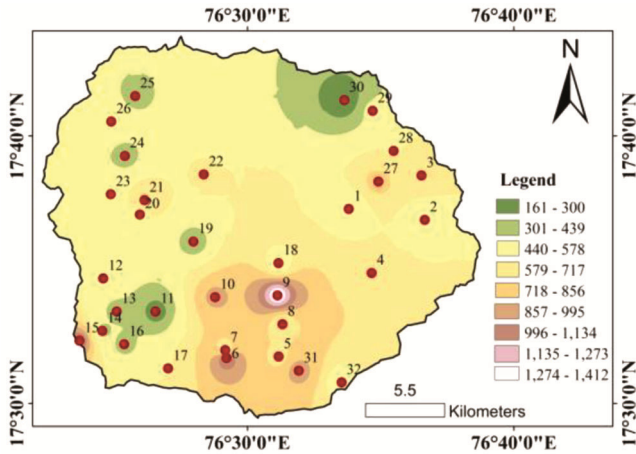 76°30'0"E 76°40'0"E
N
17°40'0"N 17°40'0"N
25
30
29
26
28
24
27
3
22
23
21
20
1
2
19
18
4
12
9
10
13
11
8
14
15
16
7
6
5
31
17
32
Legend
161 - 300
301 - 439
440 - 578
579 - 717
718 - 856
857 - 995
996 - 1,134
1,135 - 1,273
1,274 - 1,412
5.5
Kilometers
17°30'0"N 17°30'0"N
76°30'0"E 76°40'0"E